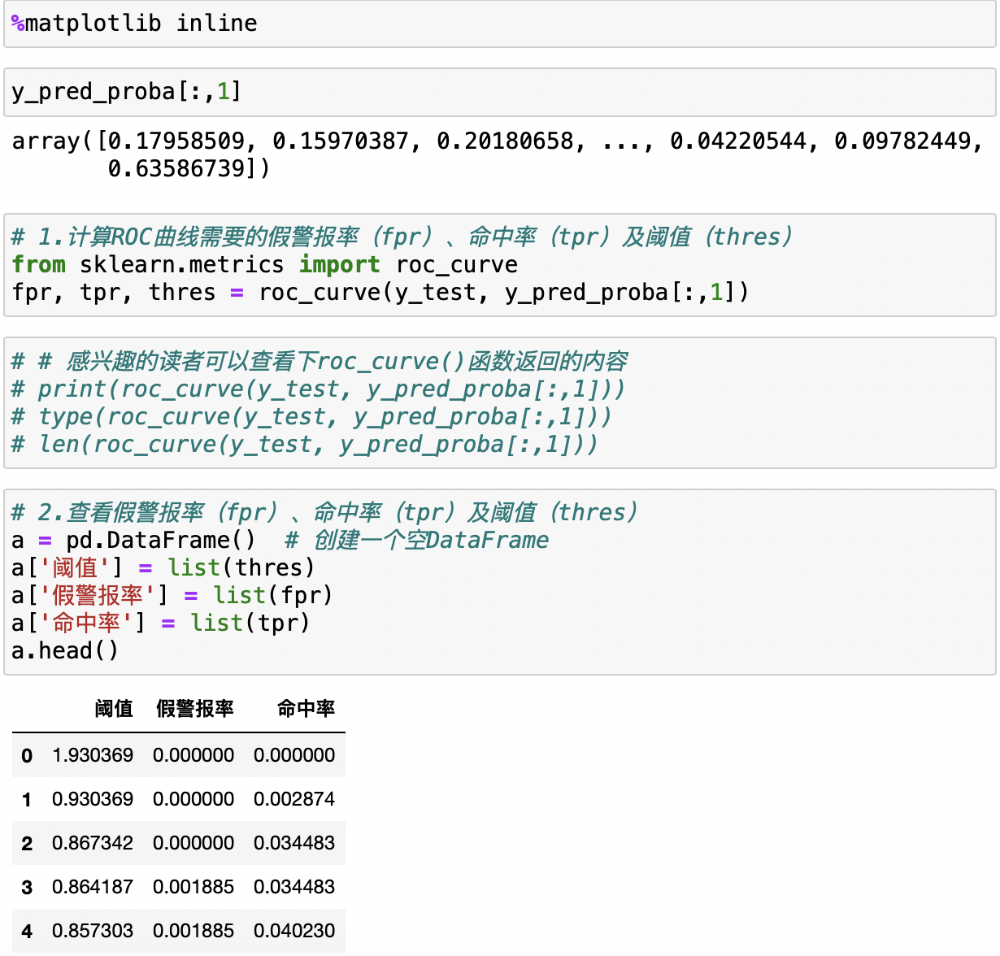 %matplotlib inline
y_pred_proba[:,1]
array([0.17958509, 0.15970387, 0.20180658, ..., 0.04220544, 0.09782449,
       0.63586739])
# 1.计算ROC曲线需要的假警报率（fpr）、命中率（tpr）及阈值（thres）
from sklearn.metrics import roc_curve
fpr, tpr, thres = roc_curve(y_test, y_pred_proba[:,1])
# # 感兴趣的读者可以查看下roc_curve()函数返回的内容
# print(roc_curve(y_test, y_pred_proba[:,1]))
# type(roc_curve(y_test, y_pred_proba[:,1]))
# len(roc_curve(y_test, y_pred_proba[:,1]))
# 2.查看假警报率（fpr）、命中率（tpr）及阈值（thres）
a = pd.DataFrame()  # 创建一个空DataFrame
a['阈值'] = list(thres)
a['假警报率'] = list(fpr)
a['命中率'] = list(tpr)
a.head()
阈值 假警报率 命中率
0 1.930369 0.000000 0.000000
1 0.930369 0.000000 0.002874
2 0.867342 0.000000 0.034483
3 0.864187 0.001885 0.034483
4 0.857303 0.001885 0.040230